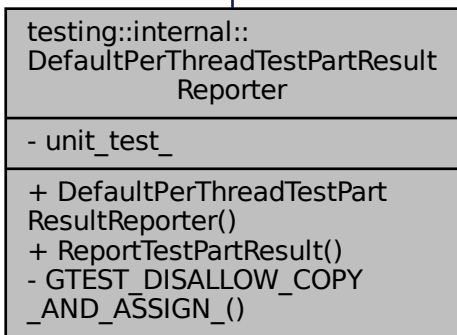 testing::internal::
DefaultPerThreadTestPartResult
Reporter
- unit_test_
+ DefaultPerThreadTestPart
ResultReporter()
+ ReportTestPartResult()
- GTEST_DISALLOW_COPY
_AND_ASSIGN_()